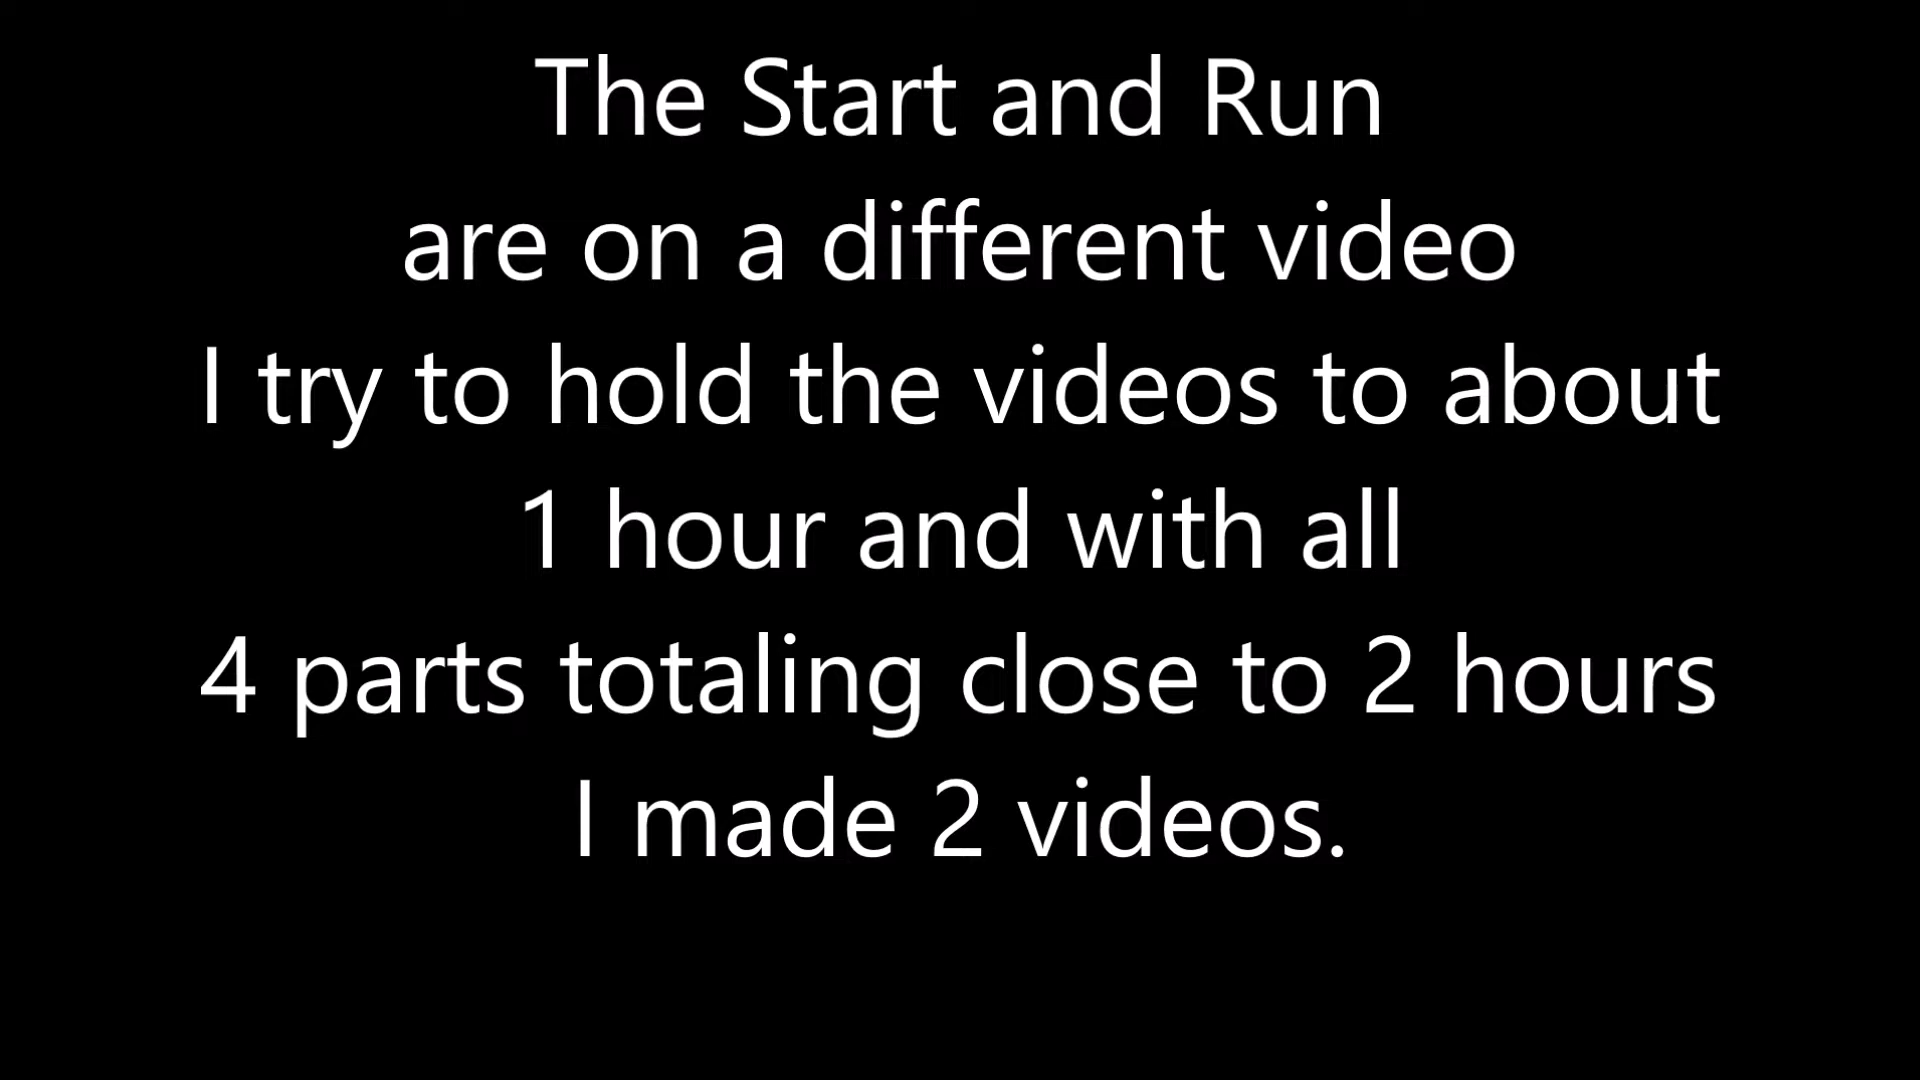 The Start and Run
are on a different video
I try to hold the videos to about
1 hour and with all
4 parts totaling close to 2 hours
I made 2 videos.